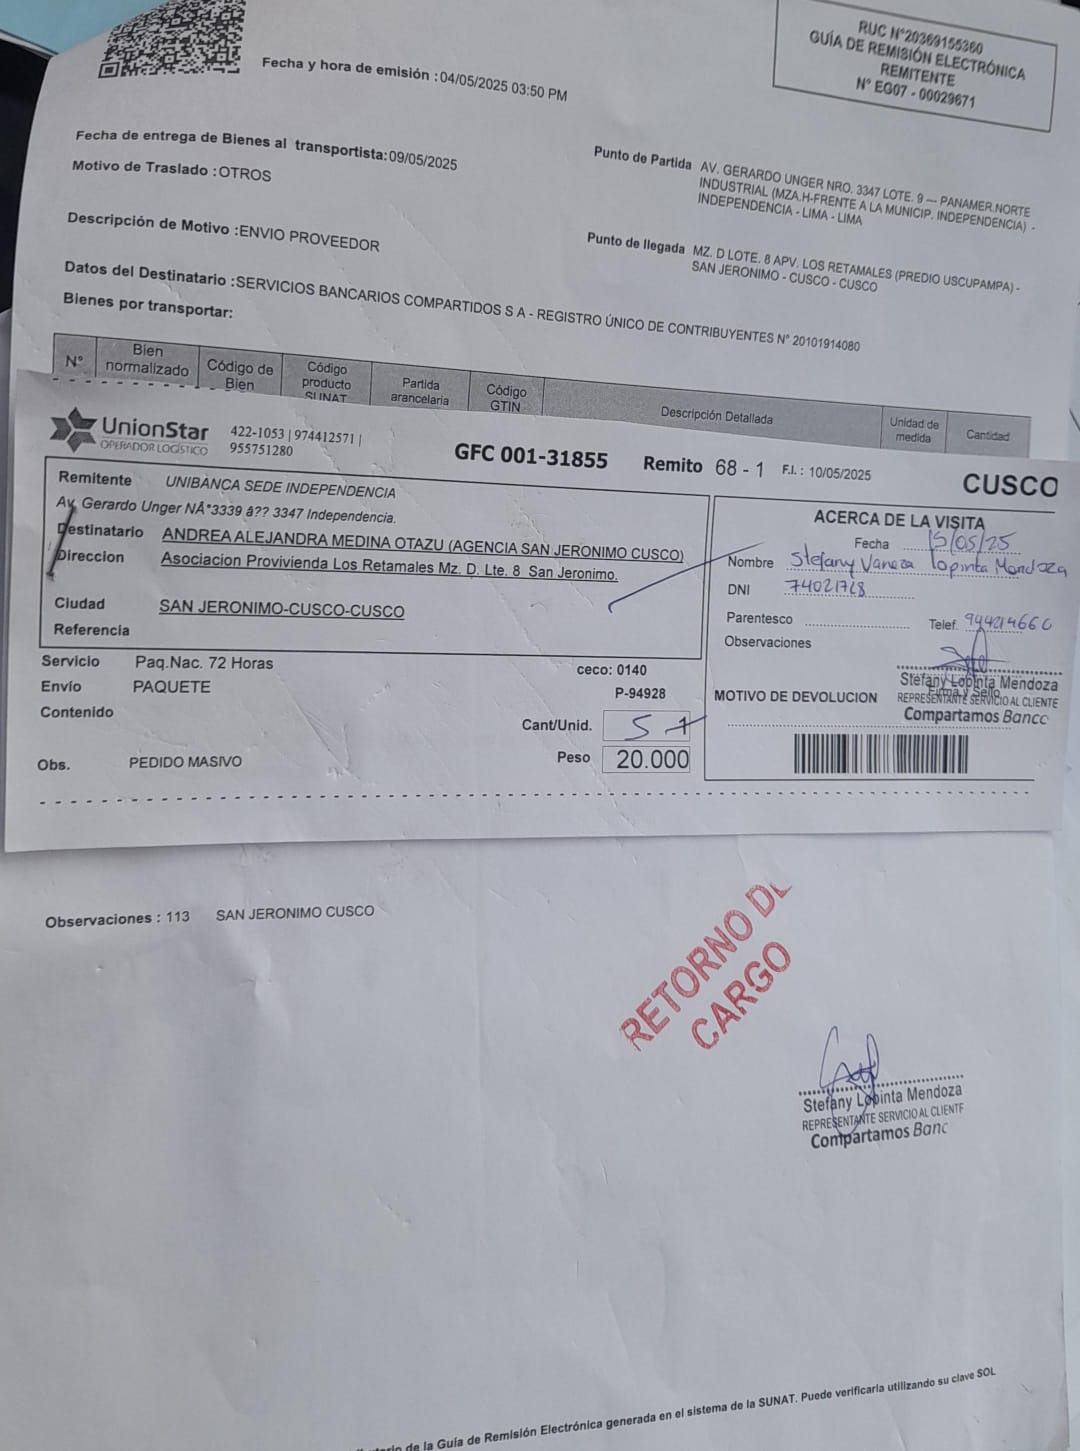 RUC N°20369155360
GUÍA DE REMISIÓN ELECTRÓNICA
REMITENTE
N° EG07 - 00029671
Fecha y hora de emisión :04/05/2025 03:50 PM
Fecha de entrega de Bienes al transportista:09/05/2025
Motivo de Traslado :OTROS
Descripción de Motivo :ENVIO PROVEEDOR
Punto de Partida AV. GERARDO UNGER NRO. 3347 LOTE. 9 --- PANAMER.NORTE
INDUSTRIAL (MZA.H-FRENTE A LA MUNICIP. INDEPENDENCIA) -
INDEPENDENCIA - LIMA - LIMA
Punto de llegada MZ. D LOTE. 8 APV. LOS RETAMALES (PREDIO USCUPAMPA) -
SAN JERONIMO - CUSCO - CUSCO
Datos del Destinatario :SERVICIOS BANCARIOS COMPARTIDOS S A - REGISTRO ÚNICO DE CONTRIBUYENTES N° 20101914080
Bienes por transportar:
N° Bien normalizado Código de Bien Código producto SUNAT Partida arancelaria Código GTIN Descripción Detallada Unidad de medida Cantidad
UnionStar
OPERADOR LOGÍSTICO
422-1053 | 974412571 |
955751280
GFC 001-31855 Remito 68 - 1 F.I. : 10/05/2025 CUSCO
Remitente UNIBANCA SEDE INDEPENDENCIA
Av. Gerardo Unger NÂ°3339 â?? 3347 Independencia.
Destinatario ANDREA ALEJANDRA MEDINA OTAZU (AGENCIA SAN JERONIMO CUSCO)
Direccion Asociacion Provivienda Los Retamales Mz. D. Lte. 8 San Jeronimo.
Ciudad SAN JERONIMO-CUSCO-CUSCO
Referencia
Servicio Paq.Nac. 72 Horas
Envío PAQUETE
Contenido
Obs. PEDIDO MASIVO
ceco: 0140
P-94928
Cant/Unid.
Peso 20.000
ACERCA DE LA VISITA
Fecha 15/05/25
Nombre Stefany Vaneza Lopinta Mendoza
DNI 74021728
Parentesco
Telef. 944214660
Observaciones
Stefany Lopinta Mendoza
Firma y Sello
REPRESENTANTE SERVICIO AL CLIENTE
Compartamos Banco
MOTIVO DE DEVOLUCION
Observaciones : 113 SAN JERONIMO CUSCO
RETORNO DE
CARGO
Stefany Lopinta Mendoza
REPRESENTANTE SERVICIO AL CLIENTE
Compartamos Banc
de la Guía de Remisión Electrónica generada en el sistema de la SUNAT. Puede verificarla utilizando su clave SOL